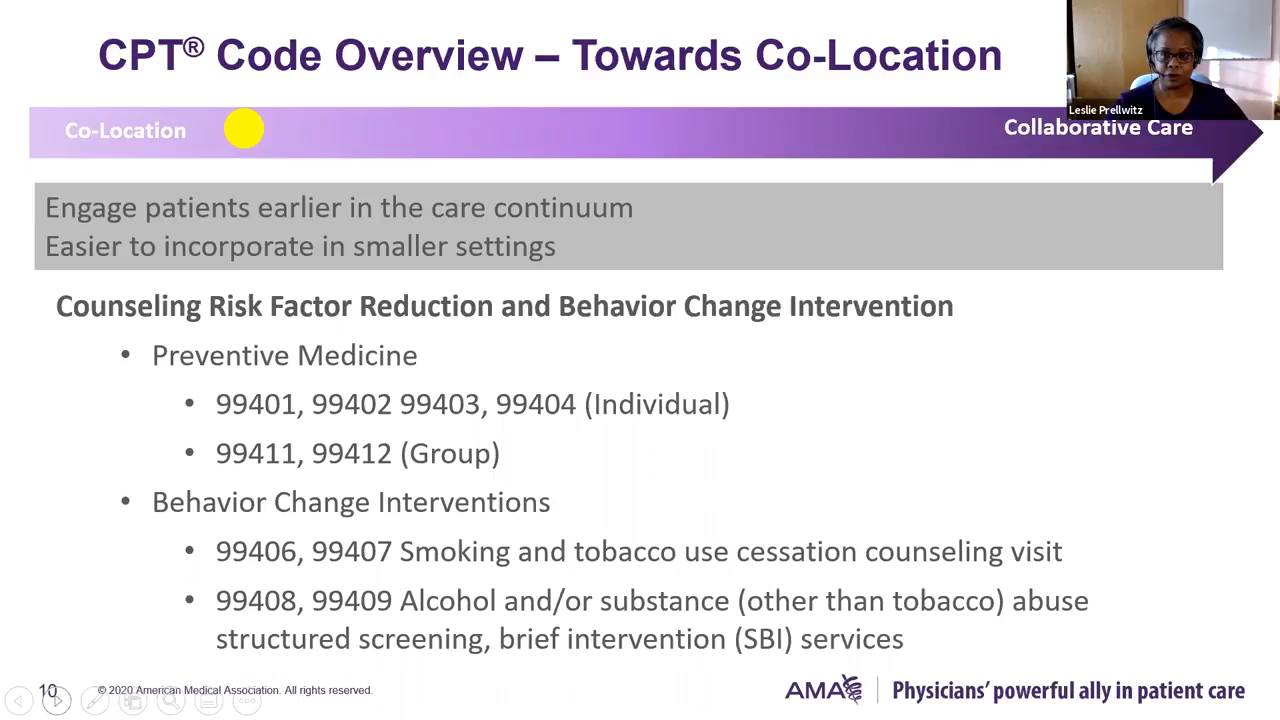 CPT® Code Overview – Towards Co-Location
Leslie Prellwitz
Co-Location
Collaborative Care
Engage patients earlier in the care continuum
Easier to incorporate in smaller settings
Counseling Risk Factor Reduction and Behavior Change Intervention
• Preventive Medicine
• 99401, 99402 99403, 99404 (Individual)
• 99411, 99412 (Group)
• Behavior Change Interventions
• 99406, 99407 Smoking and tobacco use cessation counseling visit
• 99408, 99409 Alcohol and/or substance (other than tobacco) abuse
structured screening, brief intervention (SBI) services
10
© 2020 American Medical Association. All rights reserved.
AMA
Physicians’ powerful ally in patient care